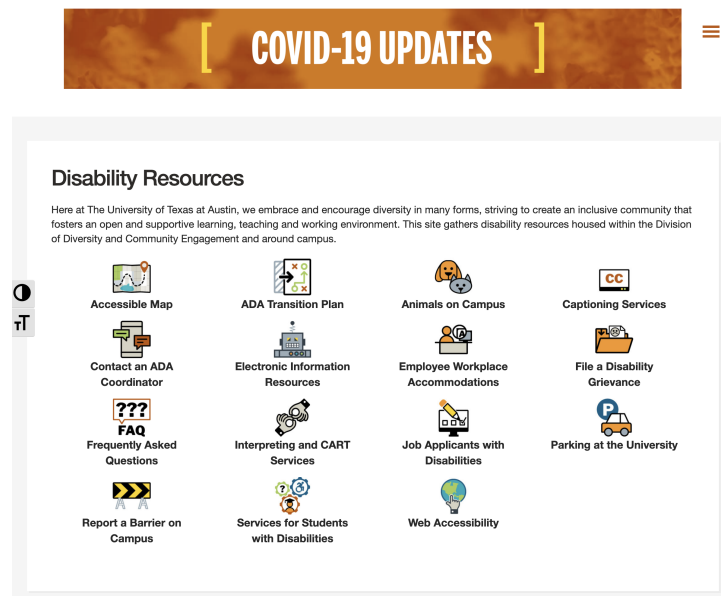 [ COVID-19 UPDATES ]
Disability Resources
Here at The University of Texas at Austin, we embrace and encourage diversity in many forms, striving to create an inclusive community that
fosters an open and supportive learning, teaching and working environment. This site gathers disability resources housed within the Division
of Diversity and Community Engagement and around campus.
Accessible Map
ADA Transition Plan
Animals on Campus
CC
Captioning Services
TT
Contact an ADA
Coordinator
Electronic Information
Resources
A
Employee Workplace
Accommodations
File a Disability
Grievance
???
FAQ
Frequently Asked
Questions
Interpreting and CART
Services
Job Applicants with
Disabilities
P
Parking at the University
Report a Barrier on
Campus
?
Services for Students
with Disabilities
Web Accessibility